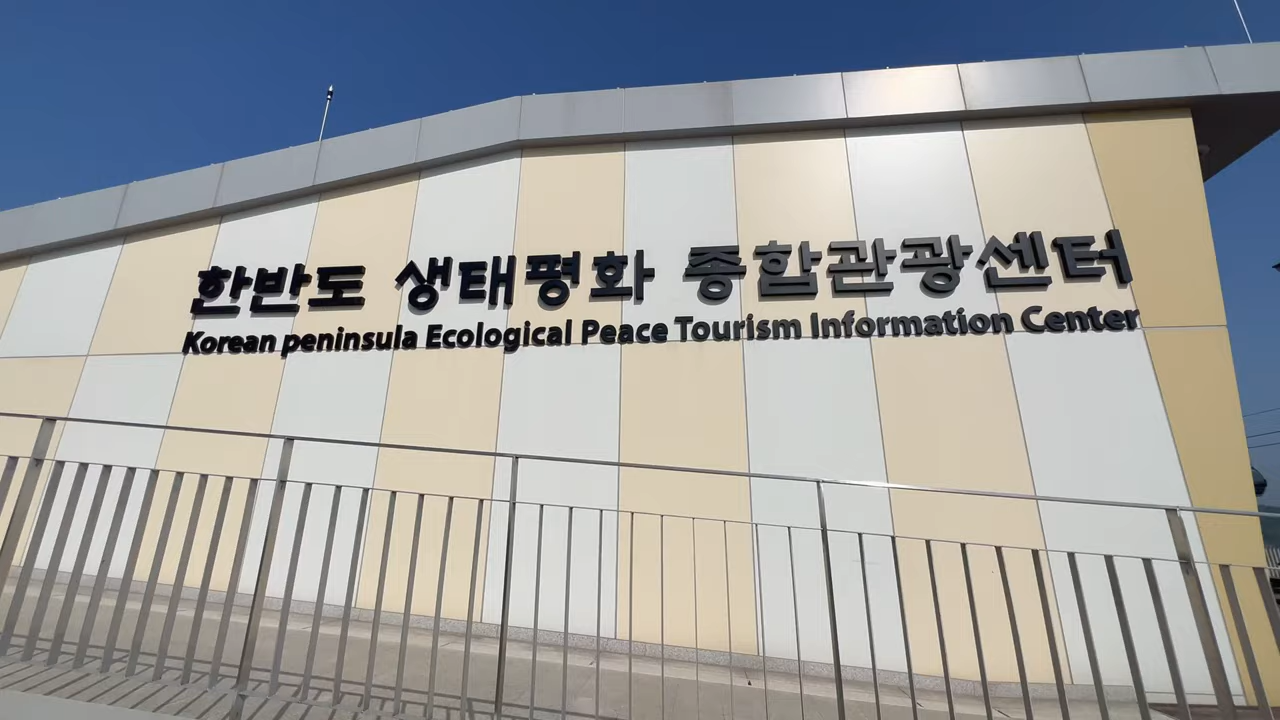 한반도 생태평화 종합관광센터
Korean peninsula Ecological Peace Tourism Information Center